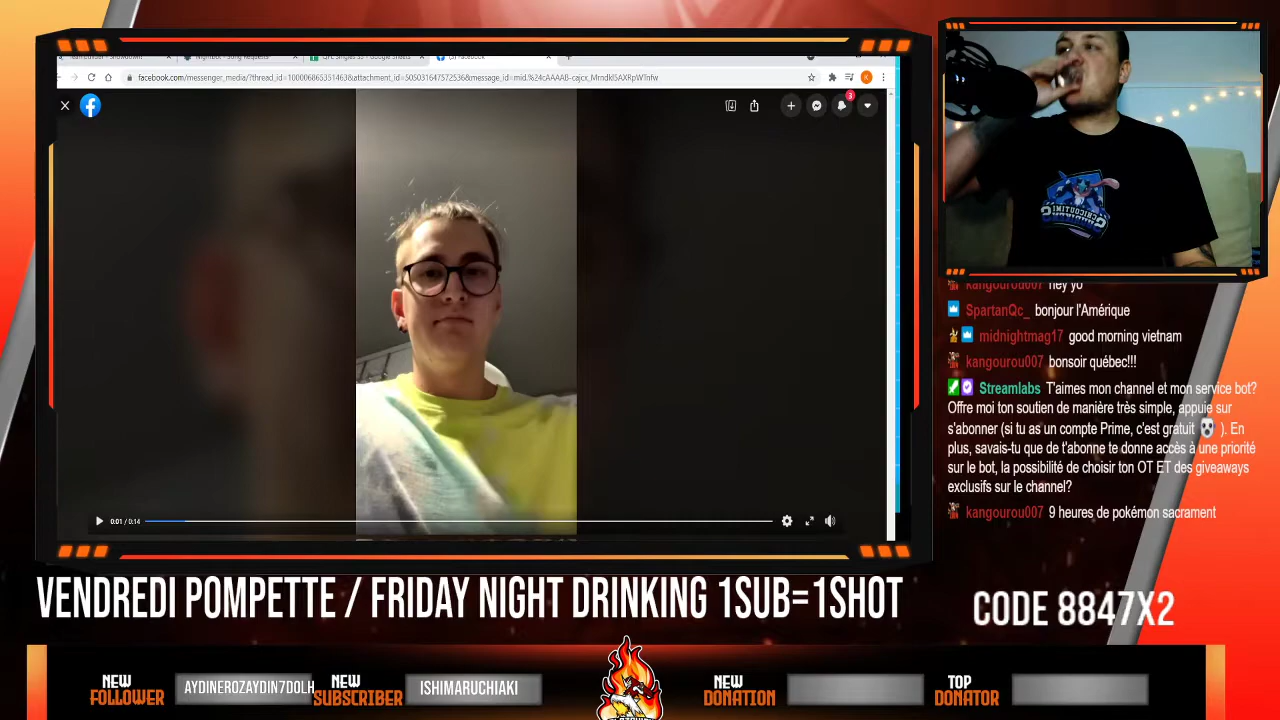 facebook.com/messenger_media/?thread_id=100006865351463&attachment_id=505031647572536&message_id=mid.%24cAAAAB-cajcx_MrndkI5AXRpWTnfw
3
0:01 / 0:14
kangourou007 hey yo
SpartanQc_ bonjour l'Amérique
midnightmag17 good morning vietnam
kangourou007 bonsoir québec!!!
Streamlabs T'aimes mon channel et mon service bot?
Offre moi ton soutien de manière très simple, appuie sur
s'abonner (si tu as un compte Prime, c'est gratuit ). En
plus, savais-tu que de t'abonne te donne accès à une priorité
sur le bot, la possibilité de choisir ton OT ET des giveaways
exclusifs sur le channel?
kangourou007 9 heures de pokémon sacrament
VENDREDI POMPETTE / FRIDAY NIGHT DRINKING 1SUB=1SHOT
CODE 8847X2
NEW FOLLOWER
AYDINEROZAYDIN7DOLH
NEW SUBSCRIBER
ISHIMARUCHIAKI
NEW DONATION
TOP DONATOR